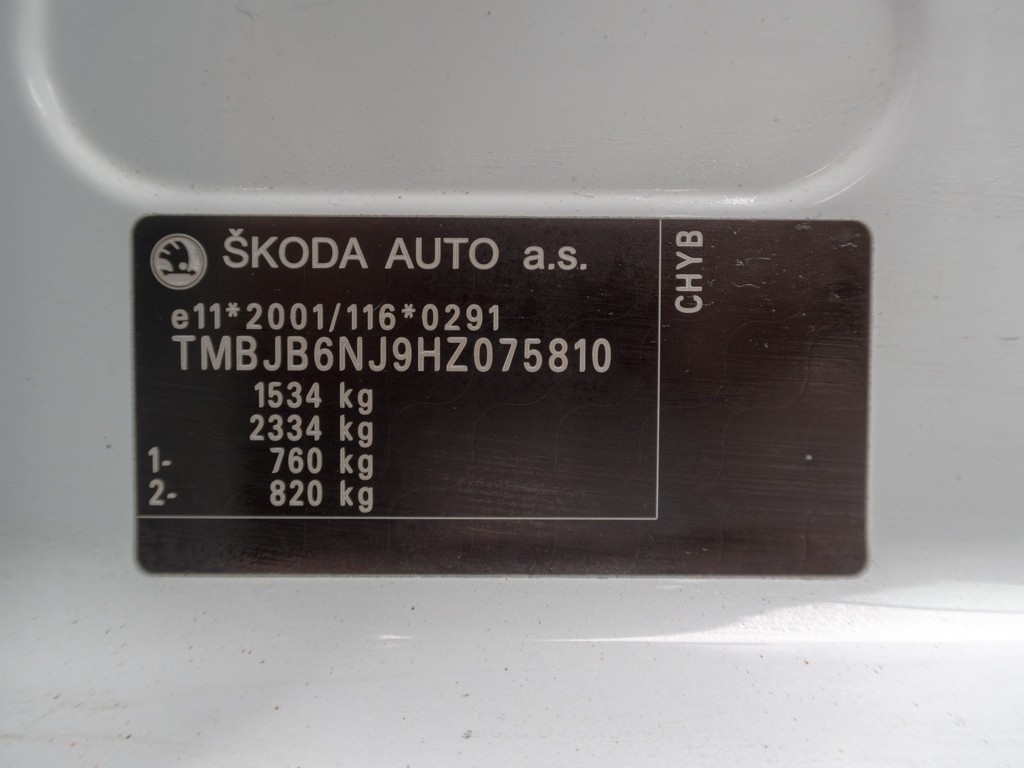 ŠKODA AUTO a.s.
e11*2001/116*0291
TMBJB6NJ9HZ075810
1534 kg
2334 kg
1- 760 kg
2- 820 kg
CHYB